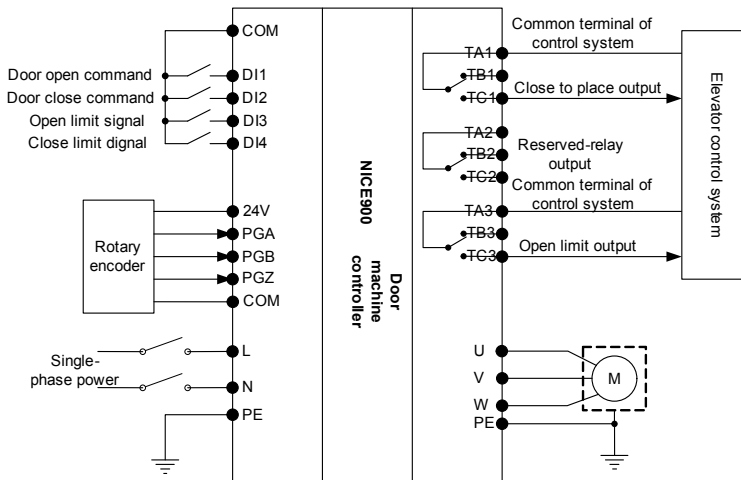 COM
Door open command
DI1
Door close command
DI2
Open limit signal
DI3
Close limit dignal
DI4
24V
PGA
PGB
PGZ
COM
Rotary
encoder
Single-
phase power
L
N
PE
NICE900
Door
machine
controller
TA1
TB1
TC1
TA2
TB2
TC2
TA3
TB3
TC3
Common terminal of
control system
Close to place output
Reserved-relay
output
Common terminal of
control system
Open limit output
Elevator control system
U
V
W
PE
M